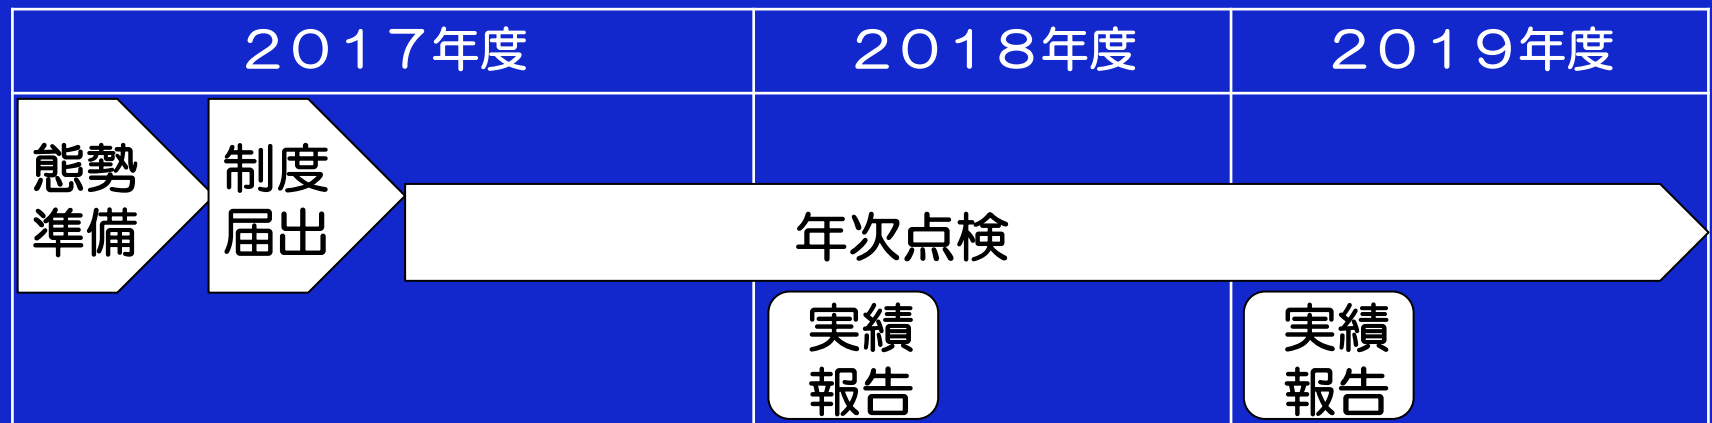 ２０１７年度
２０１８年度
２０１９年度
態勢
準備
制度
届出
年次点検
実績
報告
実績
報告